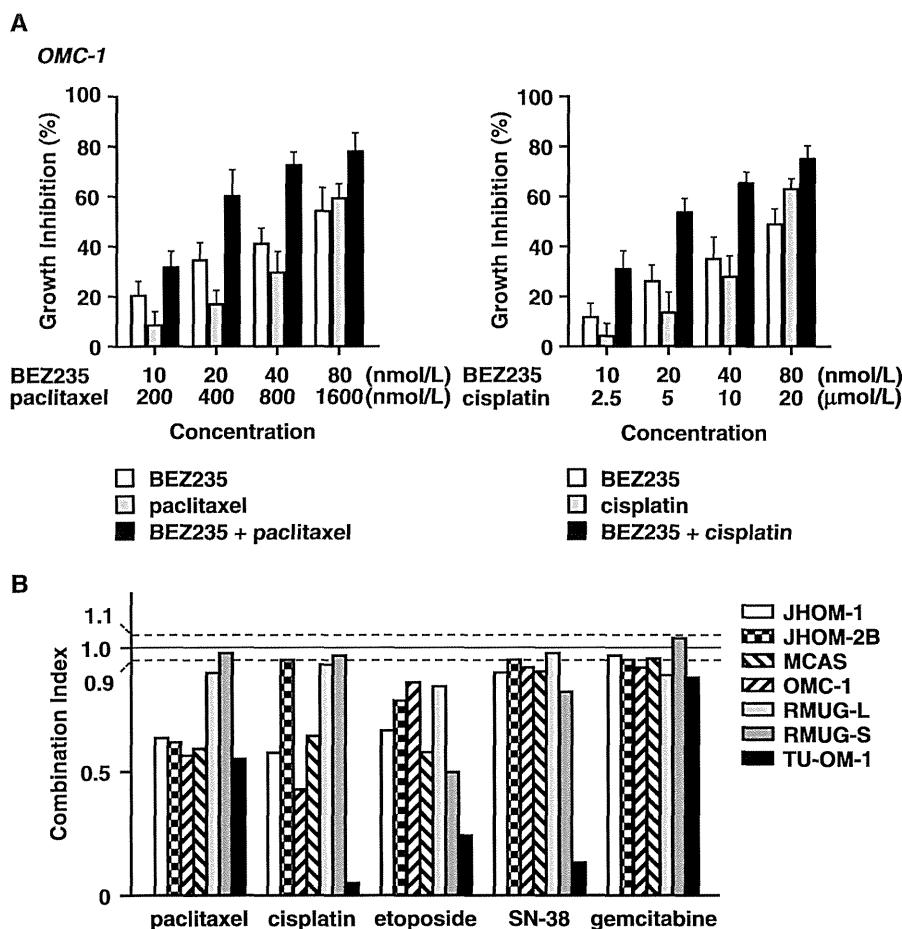 A
OMC-1
Growth Inhibition (%)
100
80
60
40
20
0
BEZ235 10 20 40 80 (nmol/L)
paclitaxel 200 400 800 1600 (nmol/L)
Concentration
BEZ235
paclitaxel
BEZ235 + paclitaxel
Growth Inhibition (%)
100
80
60
40
20
0
BEZ235 10 20 40 80 (nmol/L)
cisplatin 2.5 5 10 20 (μmol/L)
Concentration
BEZ235
cisplatin
BEZ235 + cisplatin
B
Combination Index
1.1
1.0
0.9
0.5
0
paclitaxel cisplatin etoposide SN-38 gemcitabine
JHOM-1
JHOM-2B
MCAS
OMC-1
RMUG-L
RMUG-S
TU-OM-1